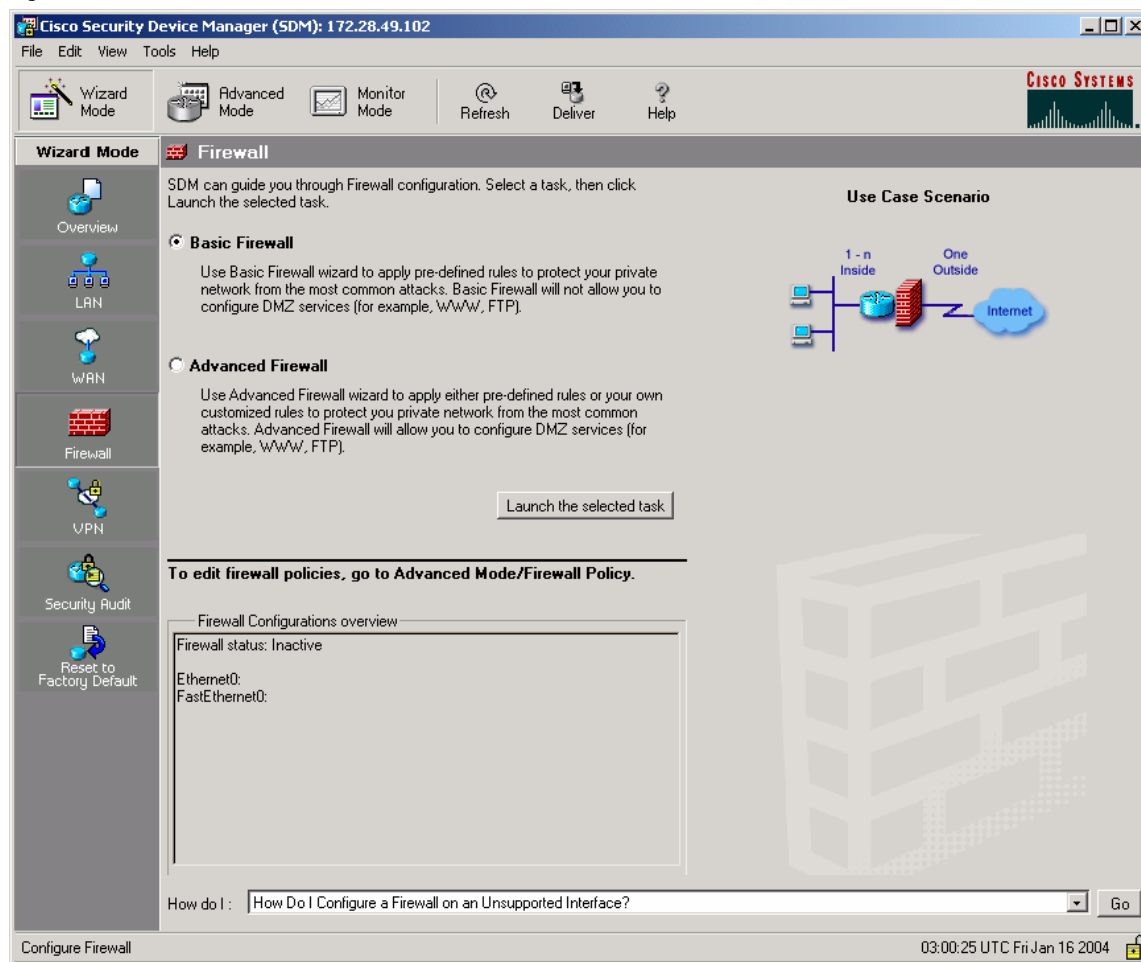 Cisco Security Device Manager (SDM): 172.28.49.102
File Edit View Tools Help
Wizard Mode
Advanced Mode
Monitor Mode
Refresh
Deliver
Help
CISCO SYSTEMS
Wizard Mode
Overview
LAN
WAN
Firewall
VPN
Security Audit
Reset to
Factory Default
Firewall
SDM can guide you through Firewall configuration. Select a task, then click
Launch the selected task.
Basic Firewall
Use Basic Firewall wizard to apply pre-defined rules to protect your private
network from the most common attacks. Basic Firewall will not allow you to
configure DMZ services (for example, WWW, FTP).
Advanced Firewall
Use Advanced Firewall wizard to apply either pre-defined rules or your own
customized rules to protect you private network from the most common
attacks. Advanced Firewall will allow you to configure DMZ services (for
example, WWW, FTP).
Launch the selected task
Use Case Scenario
1 - n
Inside
One
Outside
Internet
To edit firewall policies, go to Advanced Mode/Firewall Policy.
Firewall Configurations overview
Firewall status: Inactive
Ethernet0:
FastEthernet0:
How do I : How Do I Configure a Firewall on an Unsupported Interface?
Go
Configure Firewall
03:00:25 UTC Fri Jan 16 2004